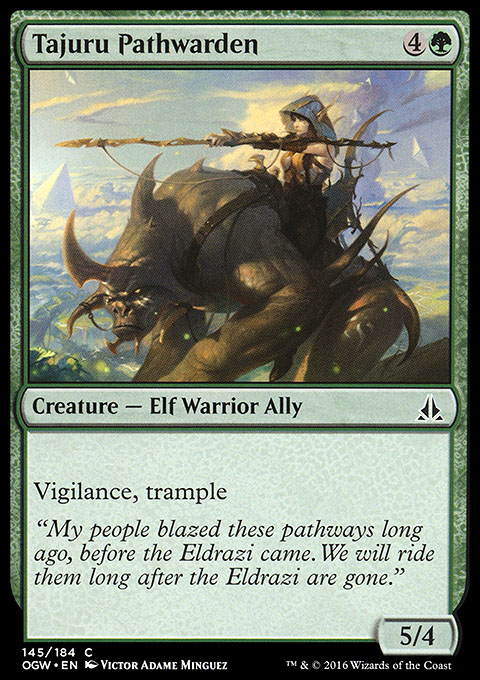 Tajuru Pathwarden 4
Creature — Elf Warrior Ally
Vigilance, trample
“My people blazed these pathways long
ago, before the Eldrazi came. We will ride
them long after the Eldrazi are gone.”
5/4
145/184 C
OGW • EN Victor Adame Minguez
™ & © 2016 Wizards of the Coast